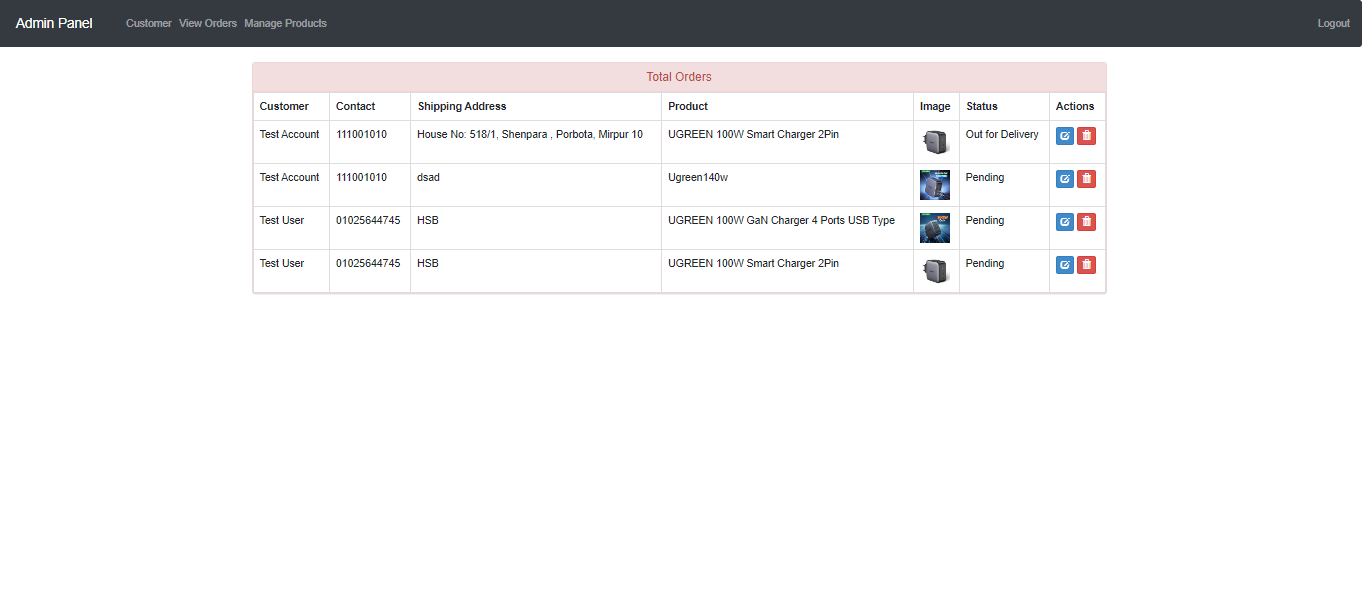 Admin Panel Customer View Orders Manage Products Logout
Total Orders
Customer Contact Shipping Address Product Image Status Actions
Test Account 111001010 House No: 518/1, Shenpara , Porbota, Mirpur 10 UGREEN 100W Smart Charger 2Pin Out for Delivery
Test Account 111001010 dsad Ugreen140w Pending
Test User 01025644745 HSB UGREEN 100W GaN Charger 4 Ports USB Type Pending
Test User 01025644745 HSB UGREEN 100W Smart Charger 2Pin Pending